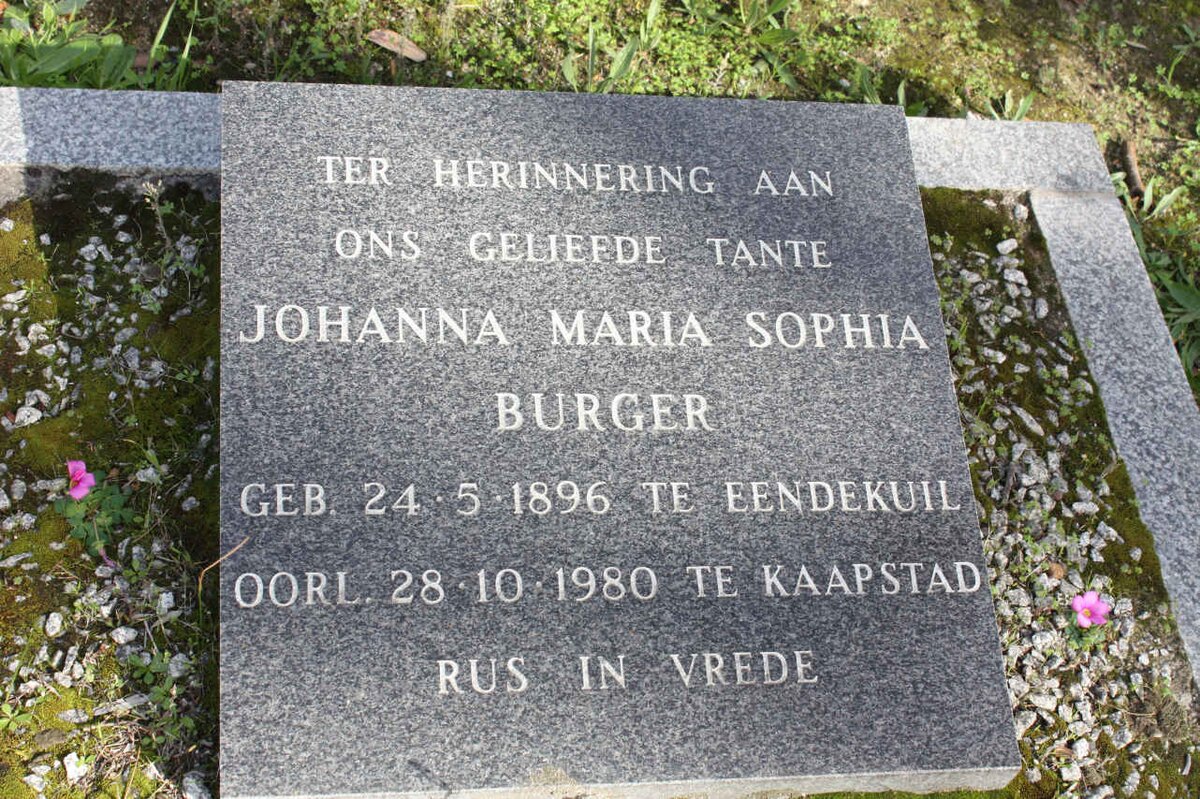 TER HERINNERING AAN
ONS GELIEFDE TANTE
JOHANNA MARIA SOPHIA
BURGER
GEB. 24·5·1896 TE EENDEKUIL
OORL. 28·10·1980 TE KAAPSTAD
RUS IN VREDE